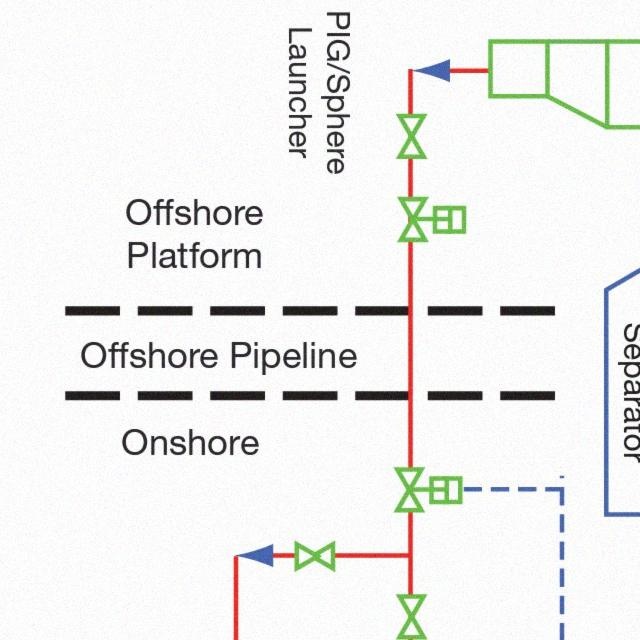 PIG/Sphere
Launcher
Offshore
Platform
Offshore Pipeline
Onshore
Separator